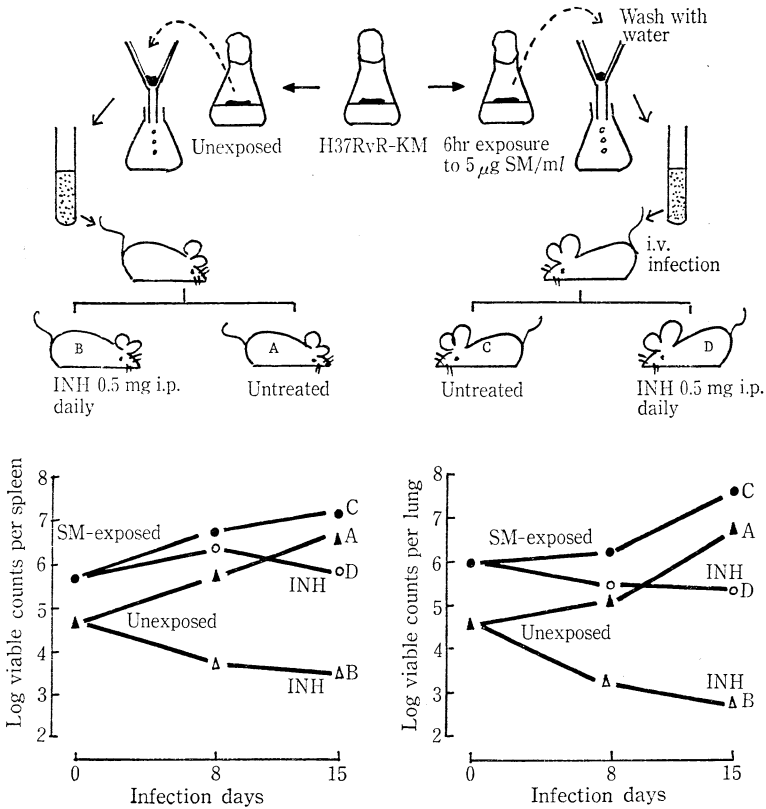 Wash with
water
Unexposed
H37RvR-KM
6hr exposure
to 5 μg SM/ml
i.v.
infection
B
A
C
D
INH 0.5 mg i.p.
daily
Untreated
Untreated
INH 0.5 mg i.p.
daily
Log viable counts per spleen
8
7
6
5
4
3
2
SM-exposed
Unexposed
C
A
INH
D
INH
B
0
8
15
Infection days
Log viable counts per lung
8
7
6
5
4
3
2
SM-exposed
Unexposed
C
A
INH
D
INH
B
0
8
15
Infection days